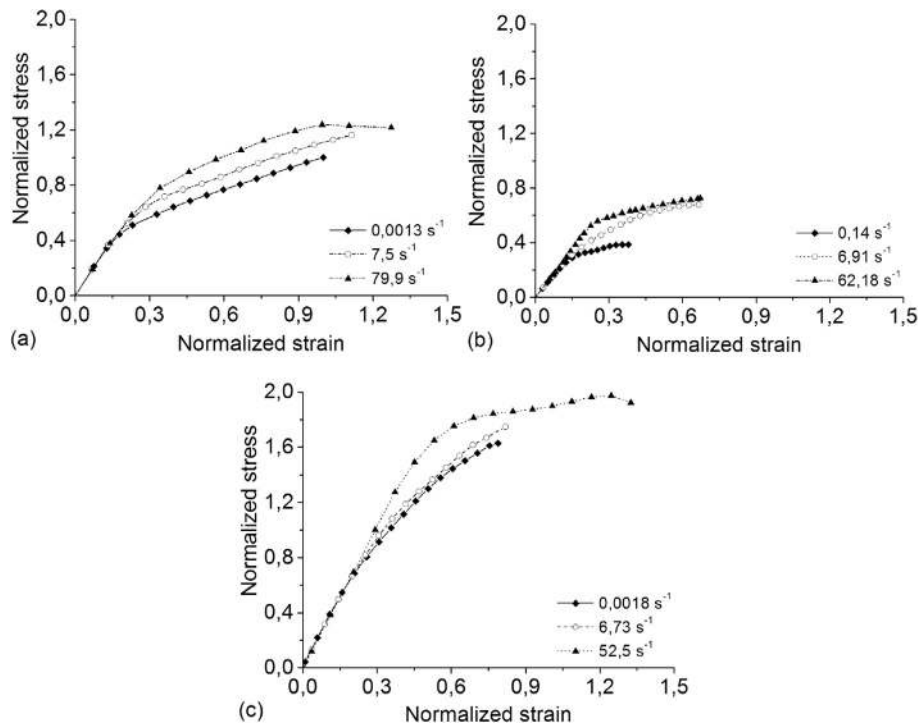 2,0
1,6
1,2
0,8
0,4
0,0
Normalized stress
0,0 0,3 0,6 0,9 1,2 1,5
Normalized strain
0,0013 s-1
7,5 s-1
79,9 s-1
(a)
2,0
1,6
1,2
0,8
0,4
0,0
Normalized stress
0,0 0,3 0,6 0,9 1,2 1,5
Normalized strain
0,14 s-1
6,91 s-1
62,18 s-1
(b)
2,0
1,6
1,2
0,8
0,4
0,0
Normalized stress
0,0 0,3 0,6 0,9 1,2 1,5
Normalized strain
0,0018 s-1
6,73 s-1
52,5 s-1
(c)